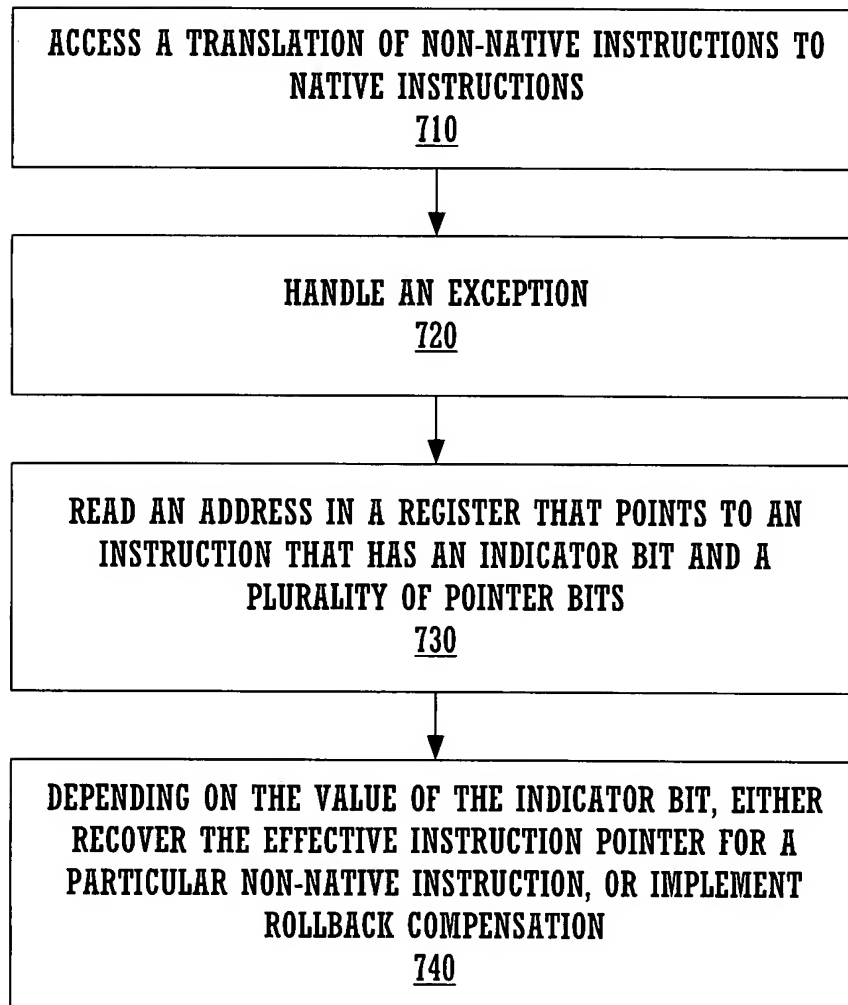 ACCESS A TRANSLATION OF NON-NATIVE INSTRUCTIONS TO
NATIVE INSTRUCTIONS
710
HANDLE AN EXCEPTION
720
READ AN ADDRESS IN A REGISTER THAT POINTS TO AN
INSTRUCTION THAT HAS AN INDICATOR BIT AND A
PLURALITY OF POINTER BITS
730
DEPENDING ON THE VALUE OF THE INDICATOR BIT, EITHER
RECOVER THE EFFECTIVE INSTRUCTION POINTER FOR A
PARTICULAR NON-NATIVE INSTRUCTION, OR IMPLEMENT
ROLLBACK COMPENSATION
740